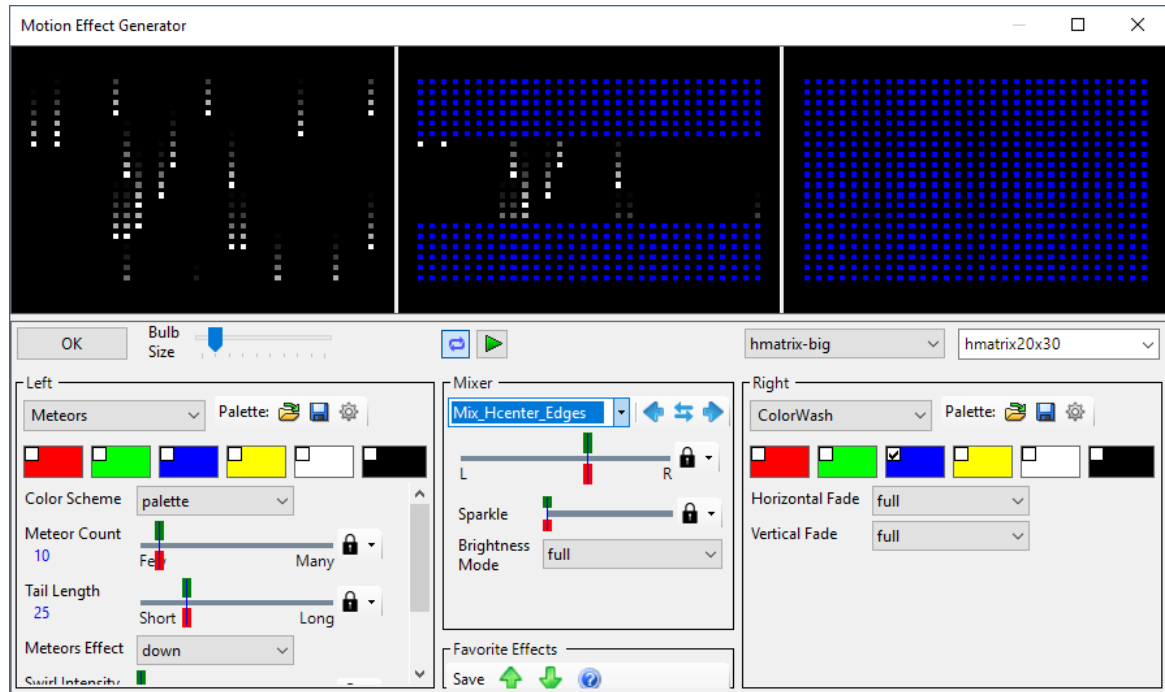 Motion Effect Generator
OK
Bulb Size
hmatrix-big
hmatrix20x30
Left
Meteors
Palette:
Color Scheme
palette
Meteor Count
10
Few
Many
Tail Length
25
Short
Long
Meteors Effect
down
Swirl Intensity
Mixer
Mix_Hcenter_Edges
L
R
Sparkle
Brightness Mode
full
Favorite Effects
Save
Right
ColorWash
Palette:
Horizontal Fade
full
Vertical Fade
full